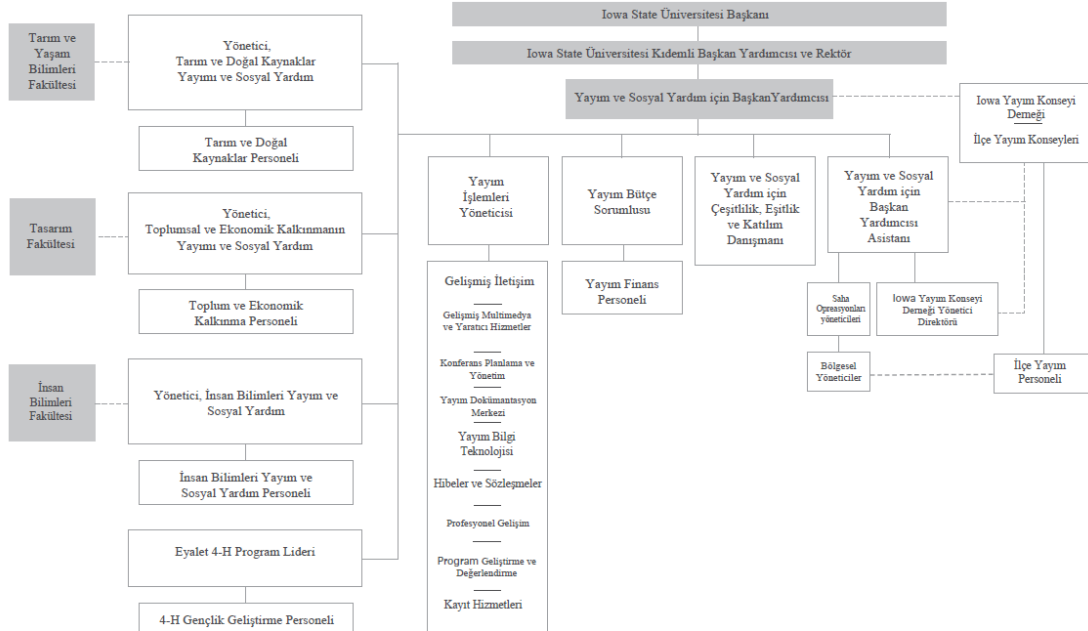 Iowa State Üniversitesi Başkanı
Iowa State Üniversitesi Kıdemli Başkan Yardımcısı ve Rektör
Yayım ve Sosyal Yardım için BaşkanYardımcısı
Iowa Yayım Konseyi
Derneği
İlçe Yayım Konseyleri
Tarım ve
Yaşam
Bilimleri
Fakültesi
Yönetici,
Tarım ve Doğal Kaynaklar
Yayımı ve Sosyal Yardım
Tarım ve Doğal
Kaynaklar Personeli
Tasarım
Fakültesi
Yönetici,
Toplumsal ve Ekonomik Kalkınmanın
Yayımı ve Sosyal Yardım
Toplum ve Ekonomik
Kalkınma Personeli
İnsan
Bilimleri
Fakültesi
Yönetici, İnsan Bilimleri Yayım ve
Sosyal Yardım
İnsan Bilimleri Yayım ve
Sosyal Yardım Personeli
Eyalet 4-H Program Lideri
4-H Gençlik Geliştirme Personeli
Yayım
İşlemleri
Yöneticisi
Gelişmiş İletişim
Gelişmiş Multimedya
ve Yaratıcı Hizmetler
Konferans Planlama ve
Yönetim
Yayım Dokümantasyon
Merkezi
Yayım Bilgi
Teknolojisi
Hibeler ve Sözleşmeler
Profesyonel Gelişim
Program Geliştirme ve
Değerlendirme
Kayıt Hizmetleri
Yayım Bütçe
Sorumlusu
Yayım Finans
Personeli
Yayım ve Sosyal
Yardım için
Çeşitlilik, Eşitlik
ve Katılım
Danışmanı
Yayım ve Sosyal
Yardım için
Başkan
Yardımcısı
Asistanı
Saha
Opreasyonları
yöneticileri
Iowa Yayım Konseyi
Derneği Yönetici
Direktörü
Bölgesel
Yöneticiler
İlçe Yayım
Personeli